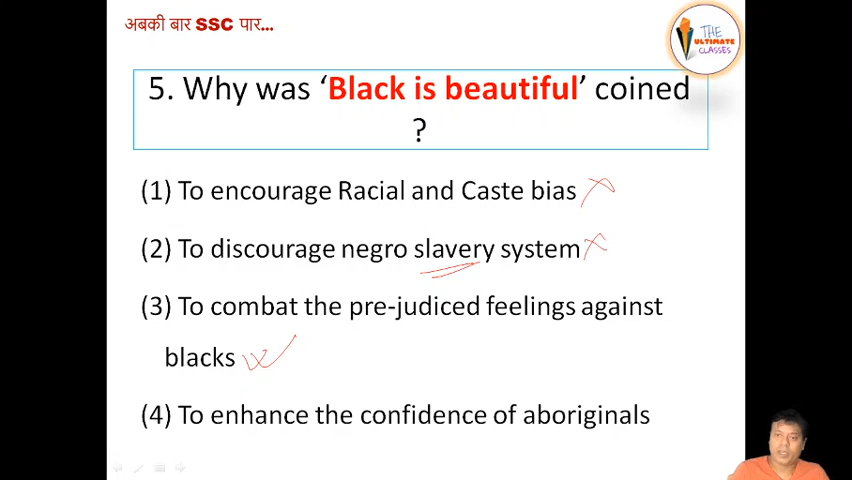 अबकी बार SSC पार...
THE
ULTIMATE
CLASSES
5. Why was ‘Black is beautiful’ coined
?
(1) To encourage Racial and Caste bias
(2) To discourage negro slavery system
(3) To combat the pre-judiced feelings against
blacks
(4) To enhance the confidence of aboriginals